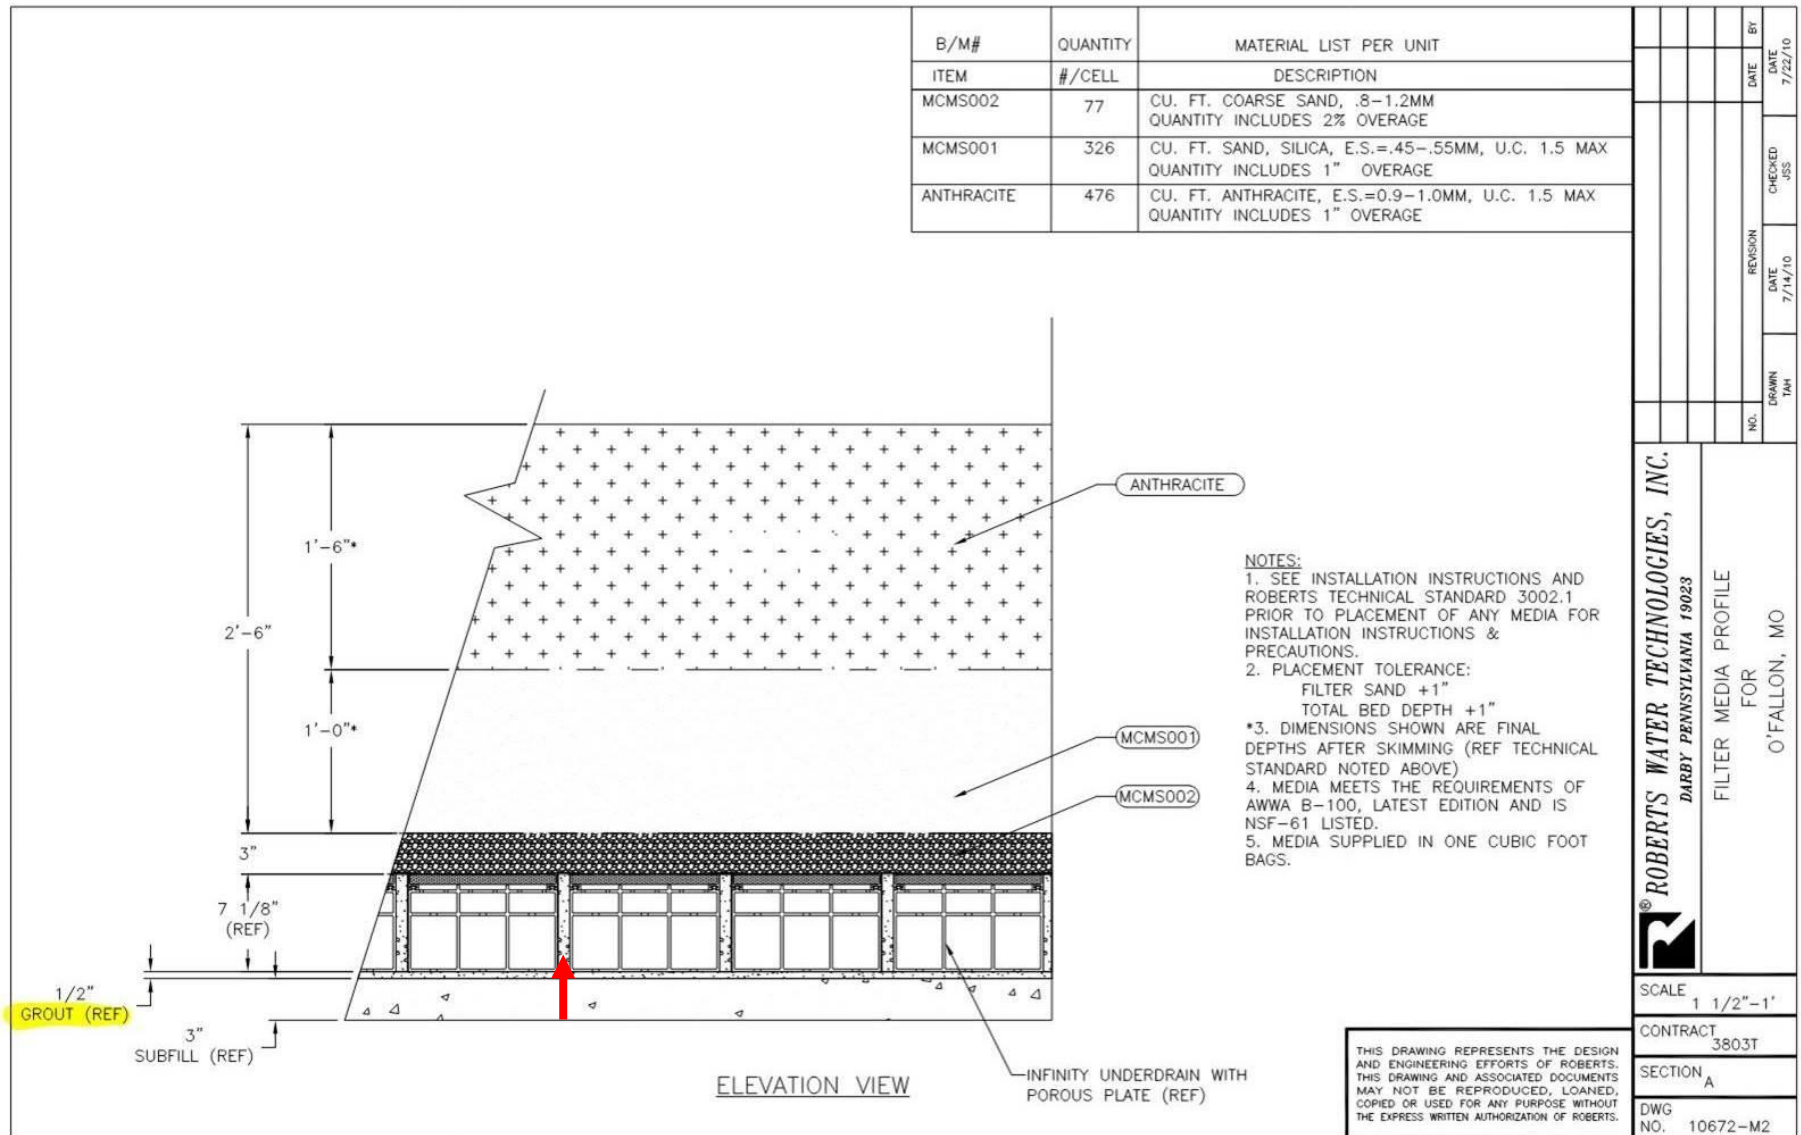 B/M# QUANTITY MATERIAL LIST PER UNIT
ITEM #/CELL DESCRIPTION
MCMS002 77 CU. FT. COARSE SAND, .8-1.2MM
QUANTITY INCLUDES 2% OVERAGE
MCMS001 326 CU. FT. SAND, SILICA, E.S.=.45-.55MM, U.C. 1.5 MAX
QUANTITY INCLUDES 1" OVERAGE
ANTHRACITE 476 CU. FT. ANTHRACITE, E.S.=0.9-1.0MM, U.C. 1.5 MAX
QUANTITY INCLUDES 1" OVERAGE
ANTHRACITE
1'-6"*
2'-6"
1'-0"*
MCMS001
MCMS002
3"
7 1/8"
(REF)
1/2"
GROUT (REF)
3"
SUBFILL (REF)
ELEVATION VIEW
INFINITY UNDERDRAIN WITH
POROUS PLATE (REF)
NOTES:
1. SEE INSTALLATION INSTRUCTIONS AND
ROBERTS TECHNICAL STANDARD 3002.1
PRIOR TO PLACEMENT OF ANY MEDIA FOR
INSTALLATION INSTRUCTIONS &
PRECAUTIONS.
2. PLACEMENT TOLERANCE:
FILTER SAND +1"
TOTAL BED DEPTH +1"
*3. DIMENSIONS SHOWN ARE FINAL
DEPTHS AFTER SKIMMING (REF TECHNICAL
STANDARD NOTED ABOVE)
4. MEDIA MEETS THE REQUIREMENTS OF
AWWA B-100, LATEST EDITION AND IS
NSF-61 LISTED.
5. MEDIA SUPPLIED IN ONE CUBIC FOOT
BAGS.
THIS DRAWING REPRESENTS THE DESIGN
AND ENGINEERING EFFORTS OF ROBERTS.
THIS DRAWING AND ASSOCIATED DOCUMENTS
MAY NOT BE REPRODUCED, LOANED,
COPIED OR USED FOR ANY PURPOSE WITHOUT
THE EXPRESS WRITTEN AUTHORIZATION OF ROBERTS.
NO. REVISION DATE BY
DRAWN TAH
DATE 7/14/10
CHECKED JSS
DATE 7/22/10
® ROBERTS WATER TECHNOLOGIES, INC.
DARBY PENNSYLVANIA 19023
FILTER MEDIA PROFILE
FOR
O'FALLON, MO
SCALE 1 1/2"-1'
CONTRACT 3803T
SECTION A
DWG
NO. 10672-M2